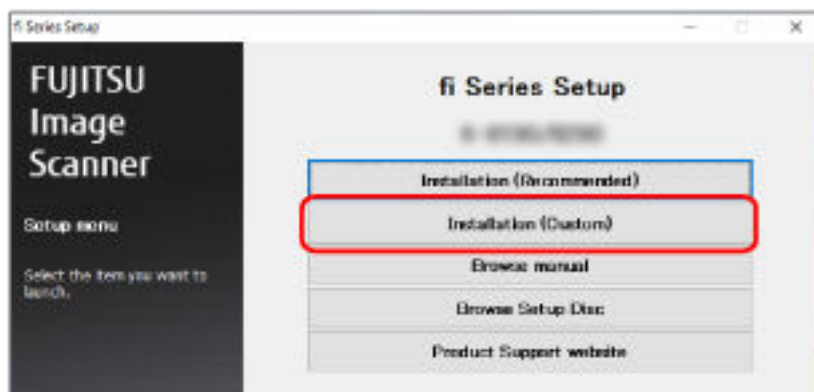 fi Series Setup
FUJITSU
Image
Scanner
Setup menu
Select the item you want to
launch.
fi Series Setup
Installation (Recommended)
Installation (Custom)
Browse manual
Browse Setup Disc
Product Support website